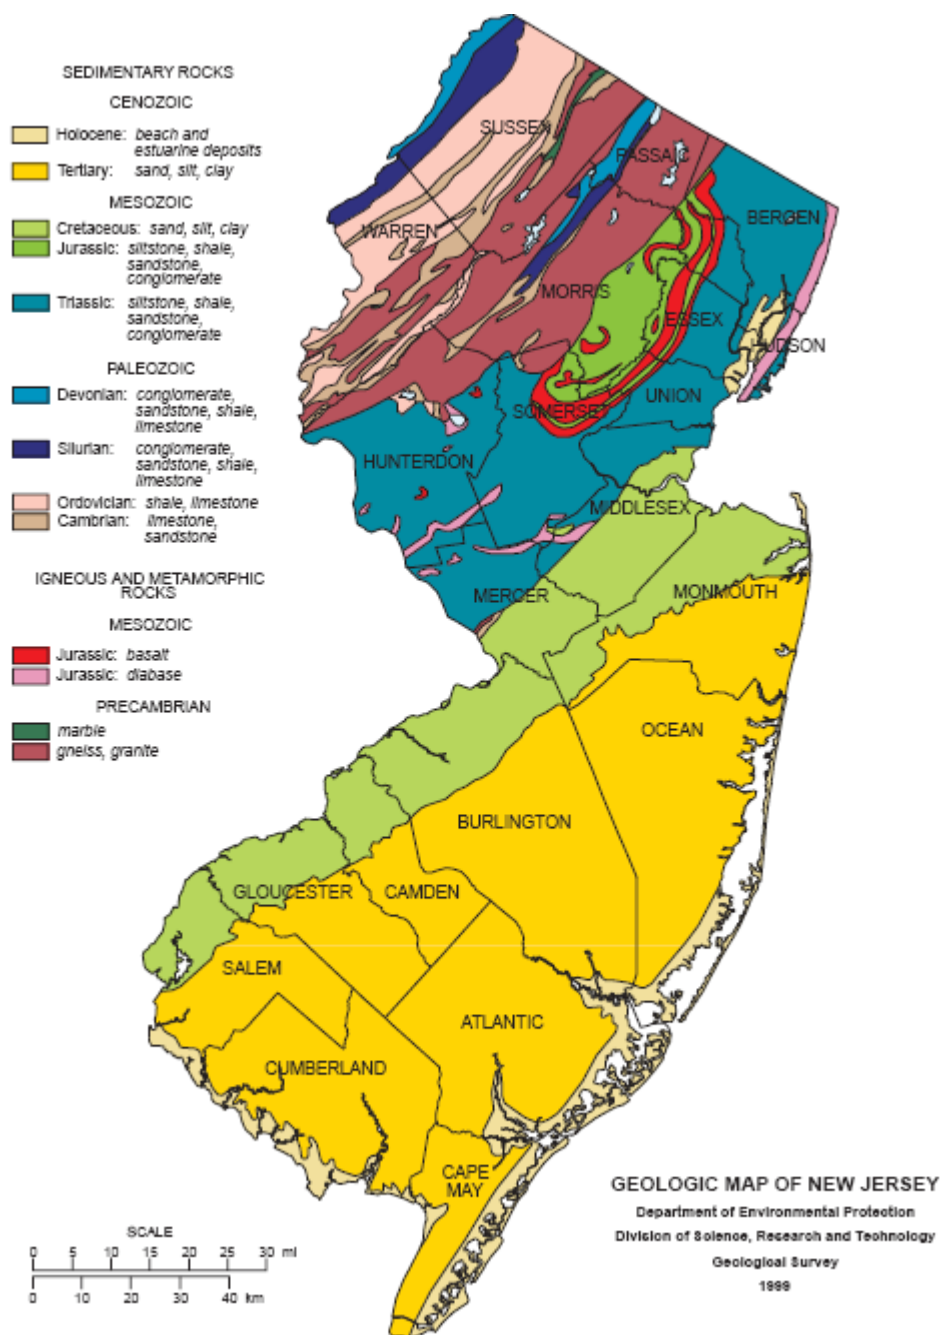 SEDIMENTARY ROCKS
CENOZOIC
Holocene: beach and
estuarine deposits
Tertiary: sand, silt, clay
MESOZOIC
Cretaceous: sand, silt, clay
Jurassic: siltstone, shale,
sandstone,
conglomerate
Triassic: siltstone, shale,
sandstone,
conglomerate
PALEOZOIC
Devonian: conglomerate,
sandstone, shale,
limestone
Silurian: conglomerate,
sandstone, shale,
limestone
Ordovician: shale, limestone
Cambrian: limestone,
sandstone
IGNEOUS AND METAMORPHIC
ROCKS
MESOZOIC
Jurassic: basalt
Jurassic: diabase
PRECAMBRIAN
marble
gneiss, granite
SUSSEX
PASSAIC
BERGEN
WARREN
MORRIS
ESSEX
HUDSON
UNION
SOMERSET
HUNTERDON
MIDDLESEX
MERCER
MONMOUTH
OCEAN
BURLINGTON
CAMDEN
GLOUCESTER
SALEM
ATLANTIC
CUMBERLAND
CAPE
MAY
SCALE
0 5 10 15 20 25 30 mi
0 10 20 30 40 km
GEOLOGIC MAP OF NEW JERSEY
Department of Environmental Protection
Division of Science, Research and Technology
Geological Survey
1999